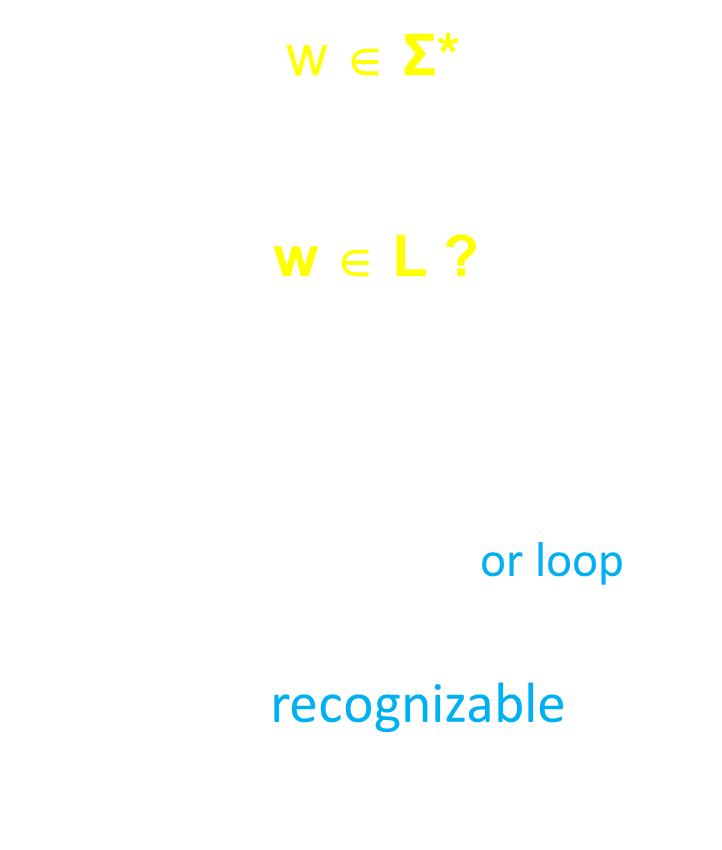 w ∈ Σ*
w ∈ L ?
or loop
recognizable